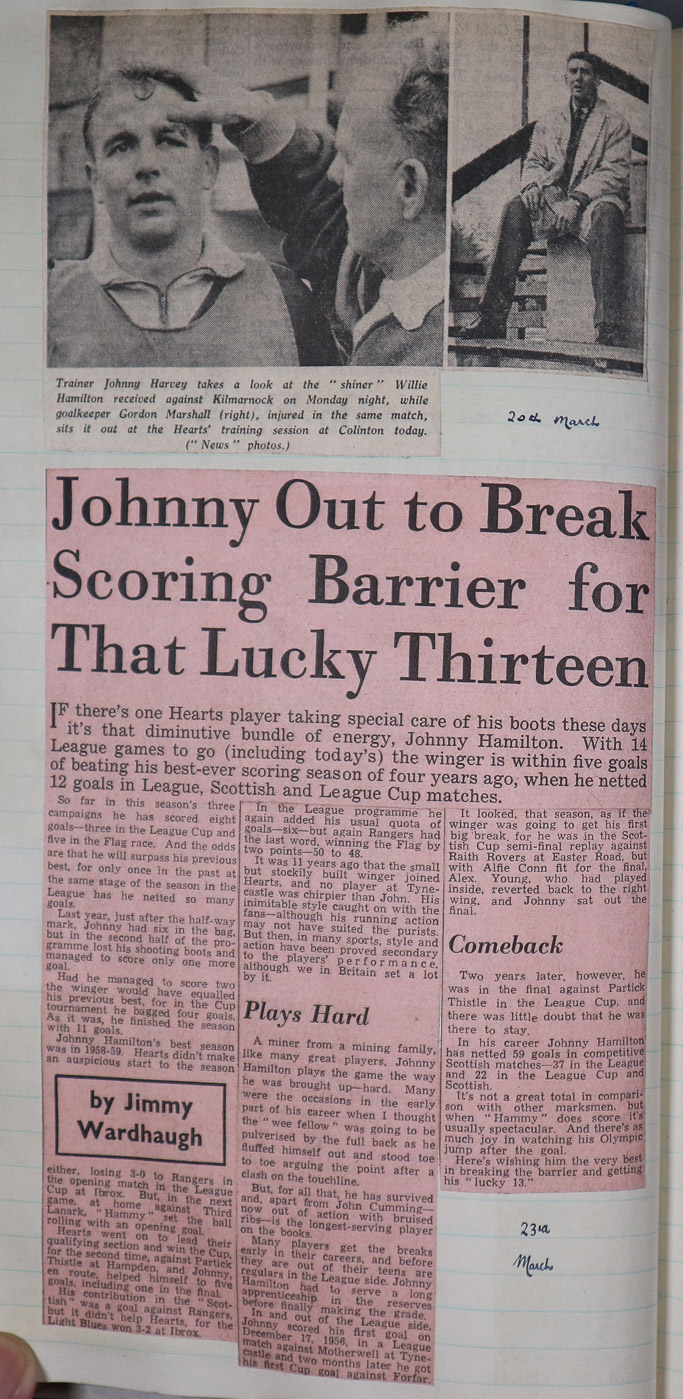 Trainer Johnny Harvey takes a look at the "shiner" Willie
Hamilton received against Kilmarnock on Monday night, while
goalkeeper Gordon Marshall (right), injured in the same match,
sits it out at the Hearts' training session at Colinton today.
("News" photos.)
20th March
Johnny Out to Break
Scoring Barrier for
That Lucky Thirteen
IF there's one Hearts player taking special care of his boots these days
it's that diminutive bundle of energy, Johnny Hamilton. With 14
League games to go (including today's) the winger is within five goals
of beating his best-ever scoring season of four years ago, when he netted
12 goals in League, Scottish and League Cup matches.
So far in this season's three
campaigns he has scored eight
goals—three in the League Cup and
five in the Flag race. And the odds
are that he will surpass his previous
best, for only once in the past at
the same stage of the season in the
League has he netted so many
goals.
Last year, just after the half-way
mark, Johnny had six in the bag,
but in the second half of the pro-
gramme lost his shooting boots and
managed to score only one more
goal.
Had he managed to score two
the winger would have equalled
his previous best, for in the Cup
tournament he bagged four goals.
As it was, he finished the season
with 11 goals.
Johnny Hamilton's best season
was in 1958-59. Hearts didn't make
an auspicious start to the season
by Jimmy
Wardhaugh
either, losing 3-0 to Rangers in
the opening match in the League
Cup at Ibrox. But, in the next
game, at home against Third
Lanark, "Hammy" set the ball
rolling with an opening goal.
Hearts went on to lead their
qualifying section and win the Cup,
for the second time, against Partick
Thistle at Hampden, and Johnny,
en route, helped himself to five
goals, including one in the final.
His contribution in the "Scot-
tish" was a goal against Rangers,
but it didn't help Hearts, for the
Light Blues won 3-2 at Ibrox.
In the League programme he
again added his usual quota of
goals—six—but again Rangers had
the last word, winning the Flag by
two points—50 to 48.
It was 11 years ago that the small
but stockily built winger joined
Hearts, and no player at Tyne-
castle was chirpier than John. His
inimitable style caught on with the
fans—although his running action
may not have suited the purists.
But then, in many sports, style and
action have been proved secondary
to the players' performance,
although we in Britain set a lot
by it.
Plays Hard
A miner from a mining family,
like many great players, Johnny
Hamilton plays the game the way
he was brought up—hard. Many
were the occasions in the early
part of his career when I thought
the "wee fellow" was going to be
pulverised by the full back as he
fluffed himself out and stood toe
to toe arguing the point after a
clash on the touchline.
But, for all that, he has survived
and, apart from John Cumming—
now out of action with bruised
ribs—is the longest-serving player
on the books.
Many players get the breaks
early in their careers, and before
they are out of their teens are
regulars in the League side. Johnny
Hamilton had to serve a long
apprenticeship in the reserves
before finally making the grade.
In and out of the League side,
Johnny scored his first goal on
December 17, 1956, in a League
match against Motherwell at Tyne-
castle and two months later he got
his first Cup goal against Forfar.
It looked, that season, as if the
winger was going to get his first
big break, for he was in the Scot-
tish Cup semi-final replay against
Raith Rovers at Easter Road, but
with Alfie Conn fit for the final,
Alex. Young, who had played
inside, reverted back to the right
wing, and Johnny sat out the
final.
Comeback
Two years later, however, he
was in the final against Partick
Thistle in the League Cup, and
there was little doubt that he was
there to stay.
In his career Johnny Hamilton
has netted 59 goals in competitive
Scottish matches—37 in the League
and 22 in the League Cup and
Scottish.
It's not a great total in compari-
son with other marksmen, but
when "Hammy" does score it's
usually spectacular. And there's as
much joy in watching his Olympic
jump after the goal.
Here's wishing him the very best
in breaking the barrier and getting
his "lucky 13."
23rd
March